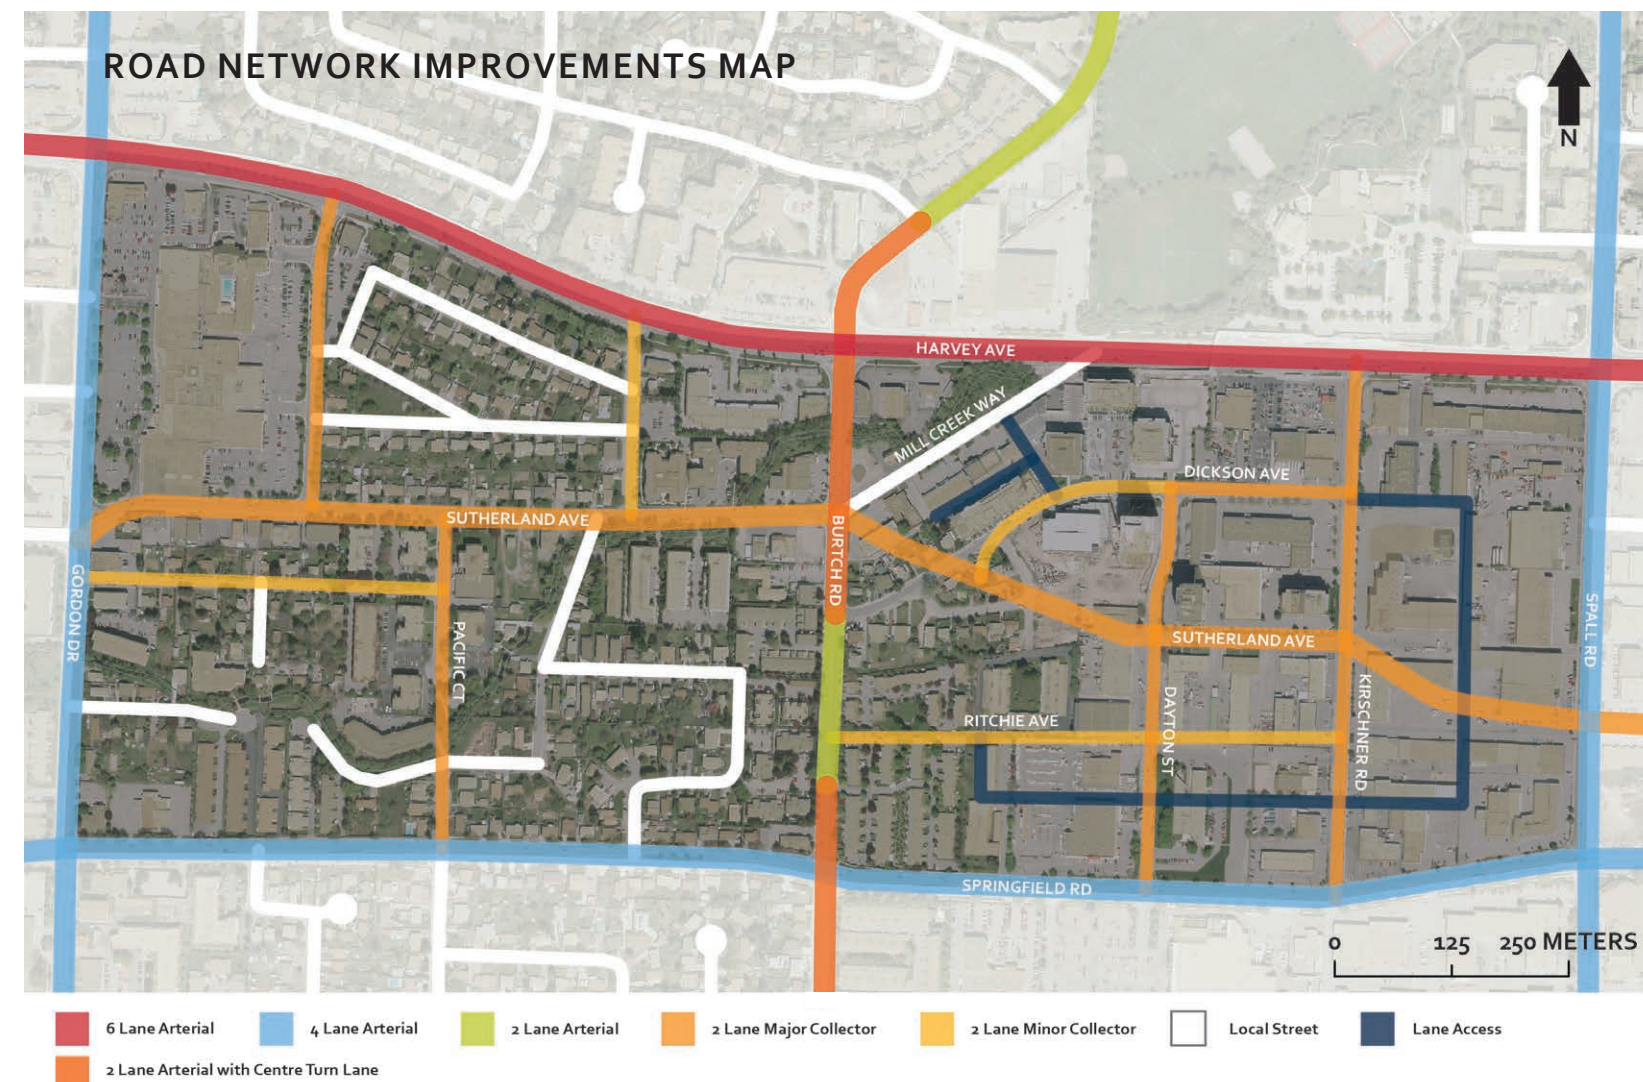 ROAD NETWORK IMPROVEMENTS MAP
N
HARVEY AVE
MILL CREEK WAY
DICKSON AVE
SUTHERLAND AVE
BURTCH RD
GORDON DR
PACIFIC CT
SPALL RD
SUTHERLAND AVE
KIRSCHNER RD
DAYTON ST
RITCHIE AVE
SPRINGFIELD RD
0 125 250 METERS
6 Lane Arterial 4 Lane Arterial 2 Lane Arterial 2 Lane Major Collector 2 Lane Minor Collector Local Street Lane Access
2 Lane Arterial with Centre Turn Lane